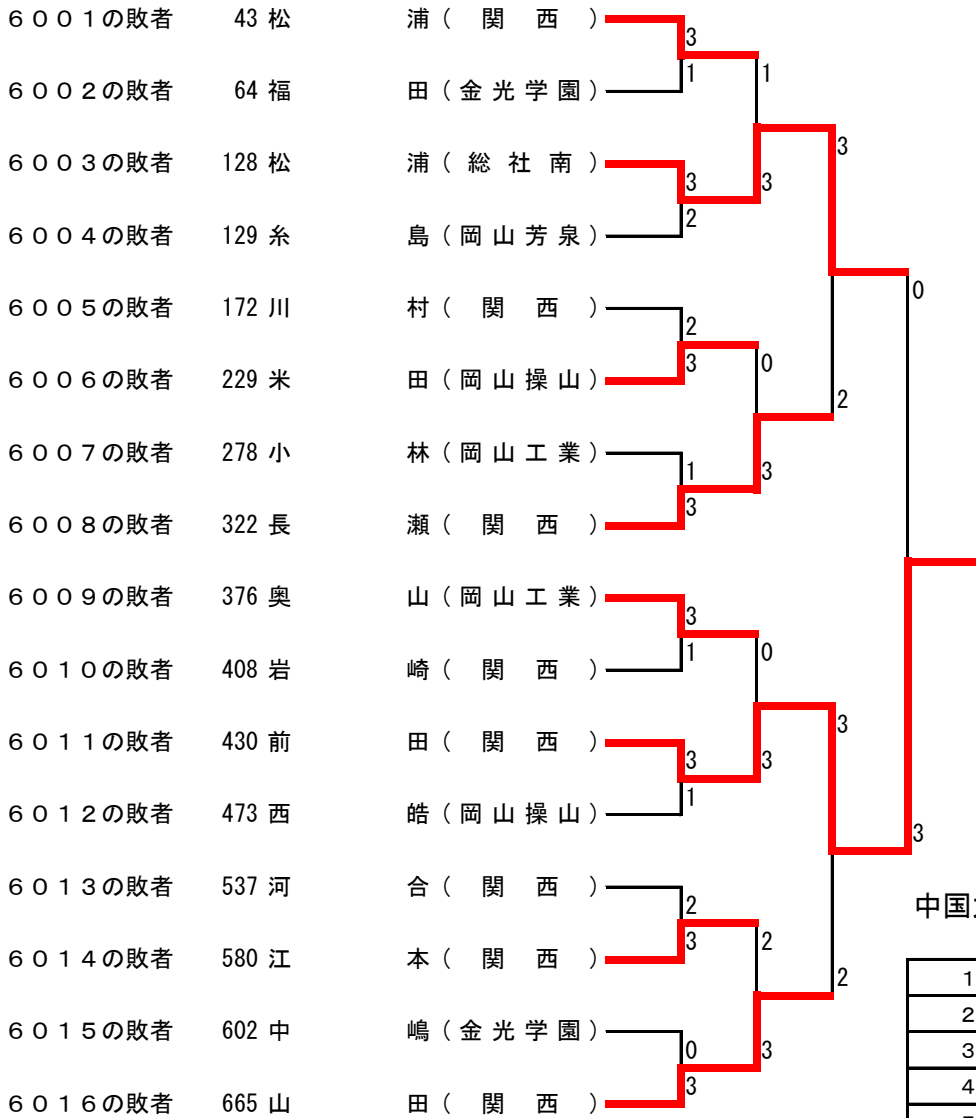 6001の敗者 43 松 浦 ( 関 西 )
3
1
1
6002の敗者 64 福 田 ( 金光学園 )
3
6003の敗者 128 松 浦 ( 総 社 南 )
3
3
2
6004の敗者 129 糸 島 ( 岡山芳泉 )
0
6005の敗者 172 川 村 ( 関 西 )
2
3
0
6006の敗者 229 米 田 ( 岡山操山 )
2
6007の敗者 278 小 林 ( 岡山工業 )
1
3
3
6008の敗者 322 長 瀬 ( 関 西 )
6009の敗者 376 奥 山 ( 岡山工業 )
3
1
0
6010の敗者 408 岩 崎 ( 関 西 )
3
6011の敗者 430 前 田 ( 関 西 )
3
3
1
6012の敗者 473 西 皓 ( 岡山操山 )
3
6013の敗者 537 河 合 ( 関 西 )
2
中国
3
2
6014の敗者 580 江 本 ( 関 西 )
2
1
2
6015の敗者 602 中 嶋 ( 金光学園 )
0
3
3
3
4
6016の敗者 665 山 田 ( 関 西 )